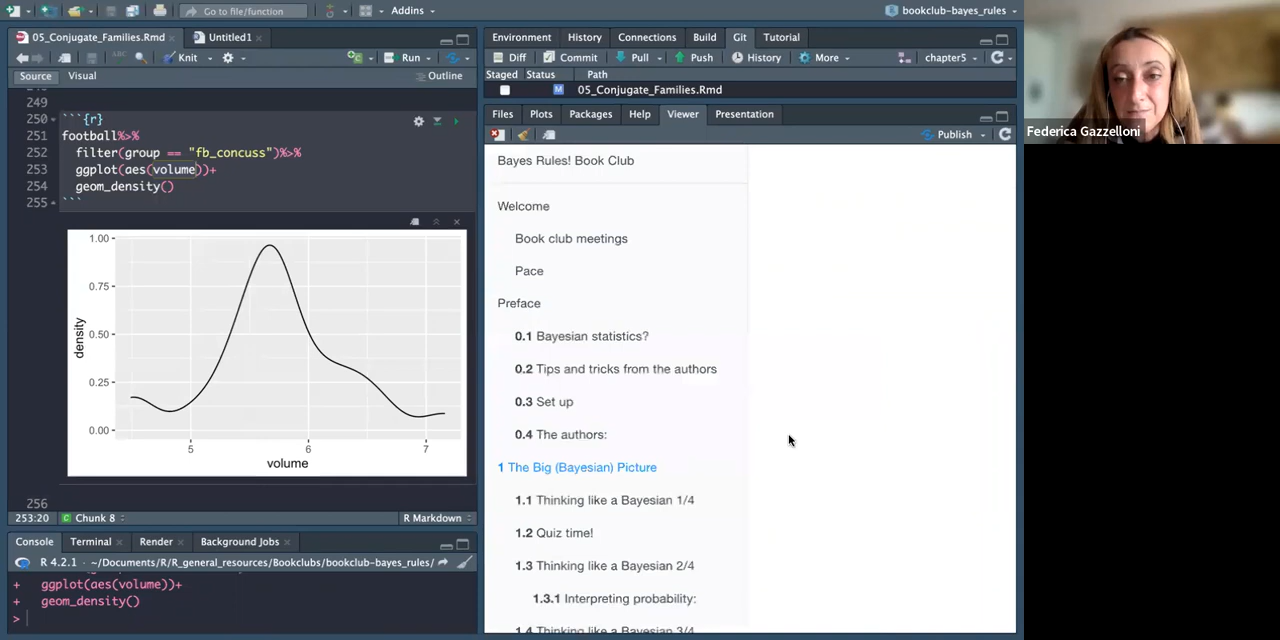 Go to file/function
Addins
bookclub-bayes_rules
05_Conjugate_Families.Rmd
Untitled1
ABC
Knit
Run
Source
Visual
Outline
249
250 ```{r}
251 football%>%
252 filter(group == "fb_concuss")%>%
253 ggplot(aes(volume))+
254 geom_density()
255 ```
1.00
0.75
0.50
0.25
0.00
density
5
6
7
volume
256
253:20
Chunk 8
R Markdown
Console
Terminal
Render
Background Jobs
R 4.2.1 · ~/Documents/R/R_general_resources/Bookclubs/bookclub-bayes_rules/
+ ggplot(aes(volume))+
+ geom_density()
>
Environment
History
Connections
Build
Git
Tutorial
Diff
Commit
Pull
Push
History
More
chapter5
Staged
Status
Path
M
05_Conjugate_Families.Rmd
Files
Plots
Packages
Help
Viewer
Presentation
Publish
Bayes Rules! Book Club
Welcome
Book club meetings
Pace
Preface
0.1 Bayesian statistics?
0.2 Tips and tricks from the authors
0.3 Set up
0.4 The authors:
1 The Big (Bayesian) Picture
1.1 Thinking like a Bayesian 1/4
1.2 Quiz time!
1.3 Thinking like a Bayesian 2/4
1.3.1 Interpreting probability:
1.4 Thinking like a Bayesian 3/4
Federica Gazzelloni